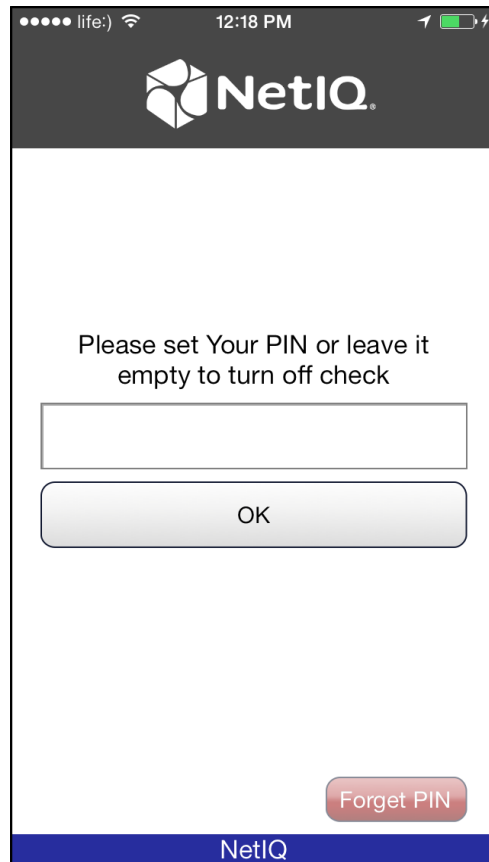 life:) 12:18 PM
NetIQ.
Please set Your PIN or leave it
empty to turn off check
OK
Forget PIN
NetIQ